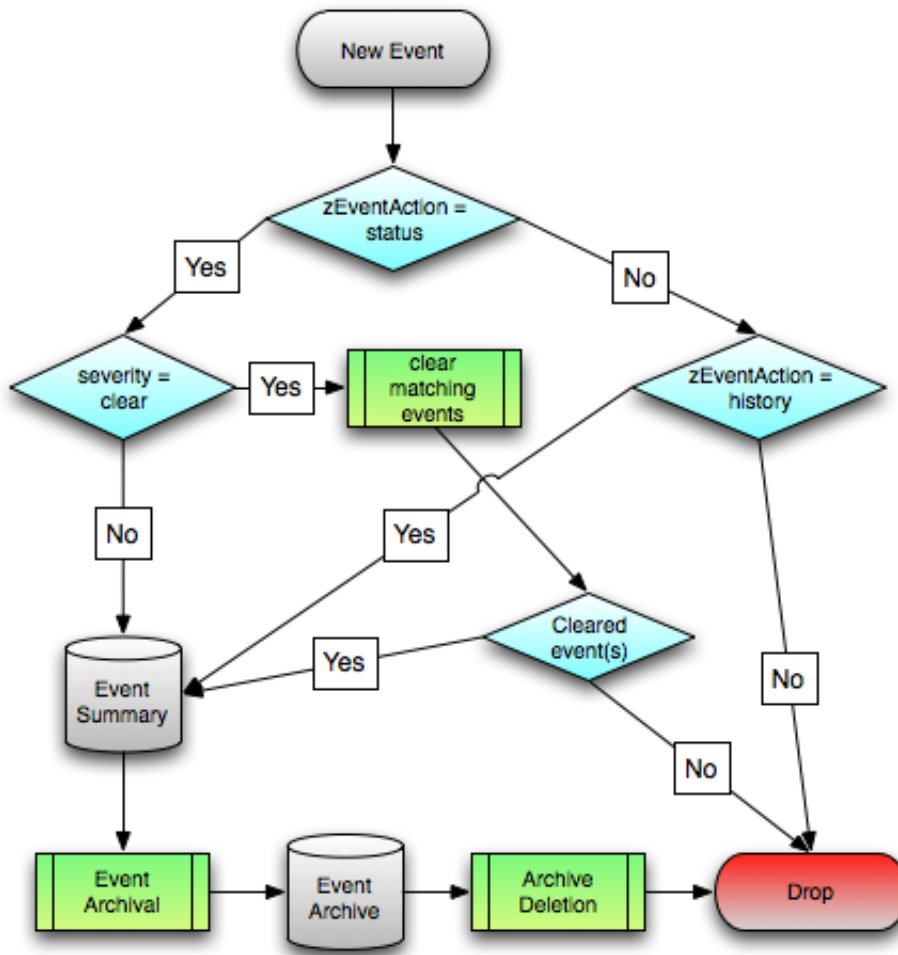 New Event
zEventAction =
status
Yes
No
severity =
clear
Yes
clear
matching
events
zEventAction =
history
No
Yes
Cleared
event(s)
Yes
Event
Summary
No
No
Event
Archival
Event
Archive
Archive
Deletion
Drop